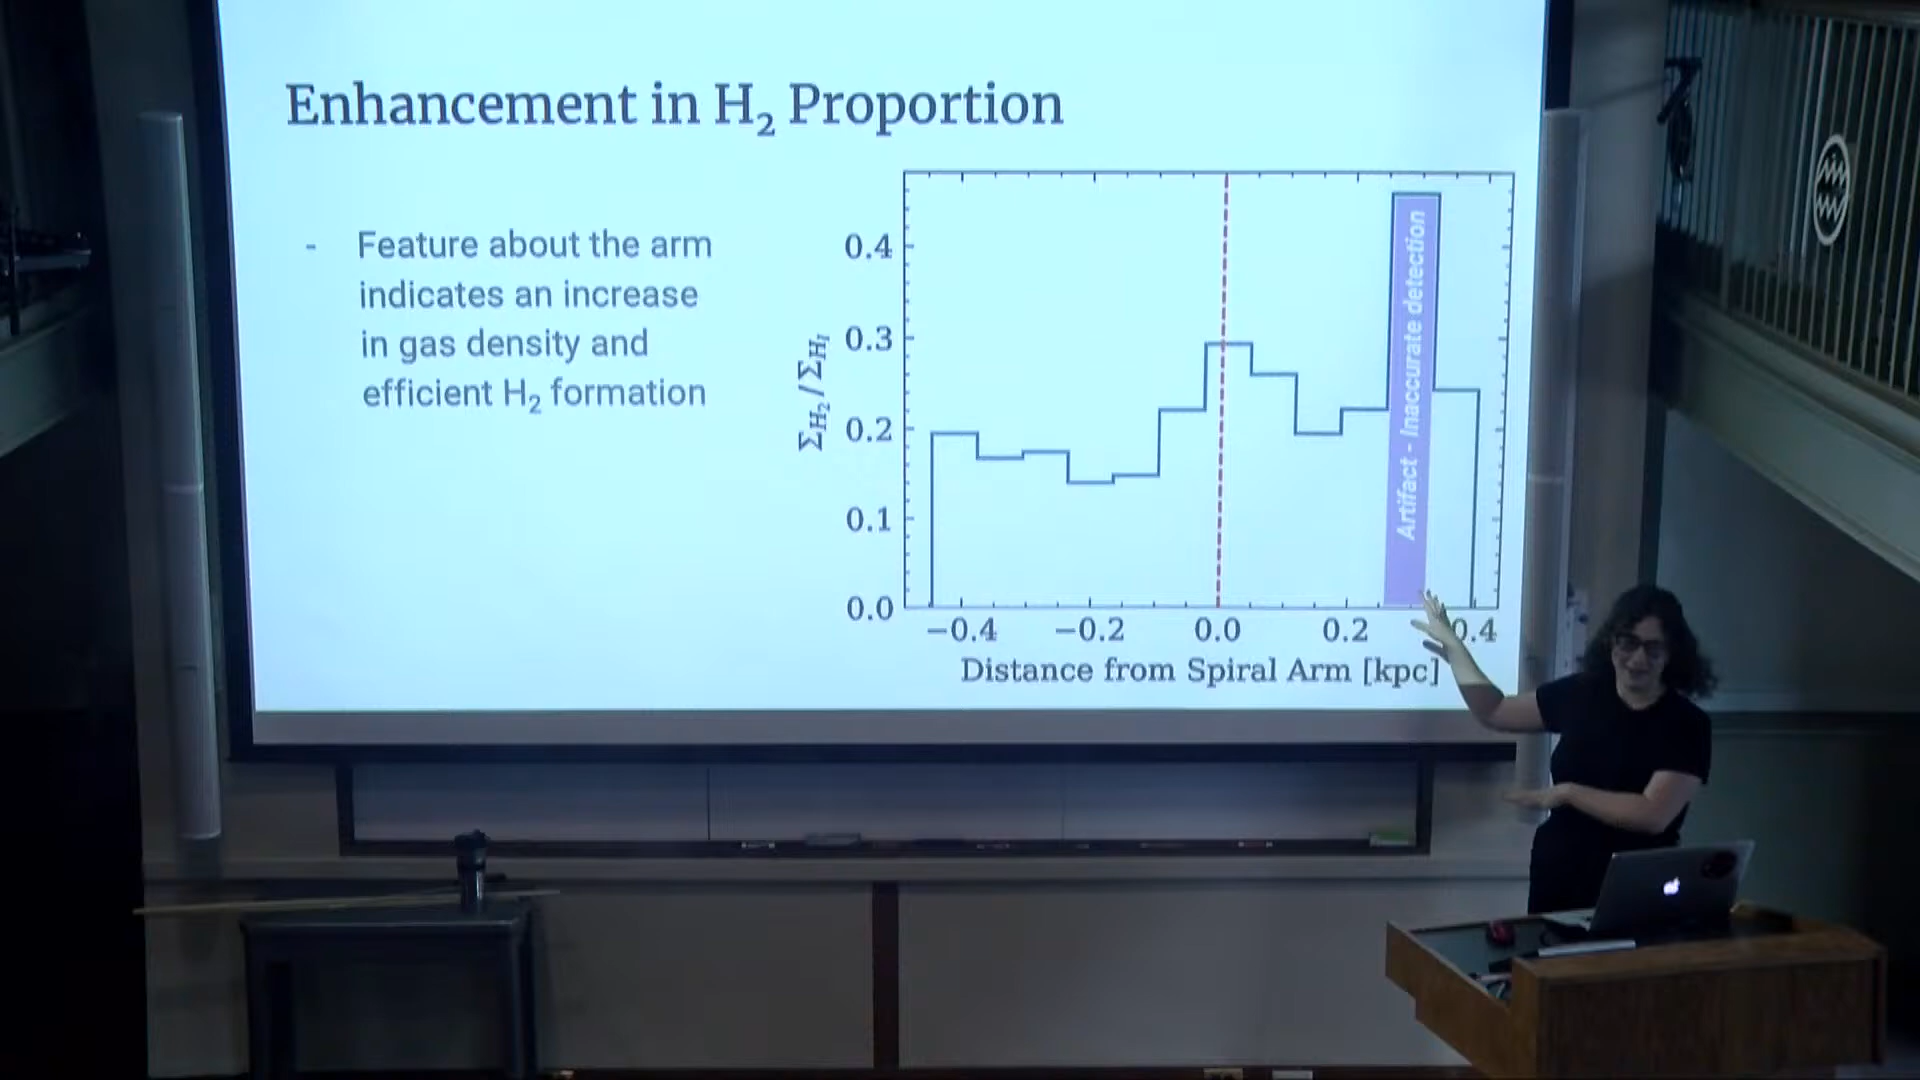 Enhancement in H₂ Proportion
- Feature about the arm
indicates an increase
in gas density and
efficient H₂ formation
Σ_H₂ / Σ_H_I
0.4
0.3
0.2
0.1
0.0
−0.4 −0.2 0.0 0.2 0.4
Distance from Spiral Arm [kpc]
Artifact - Inaccurate detection